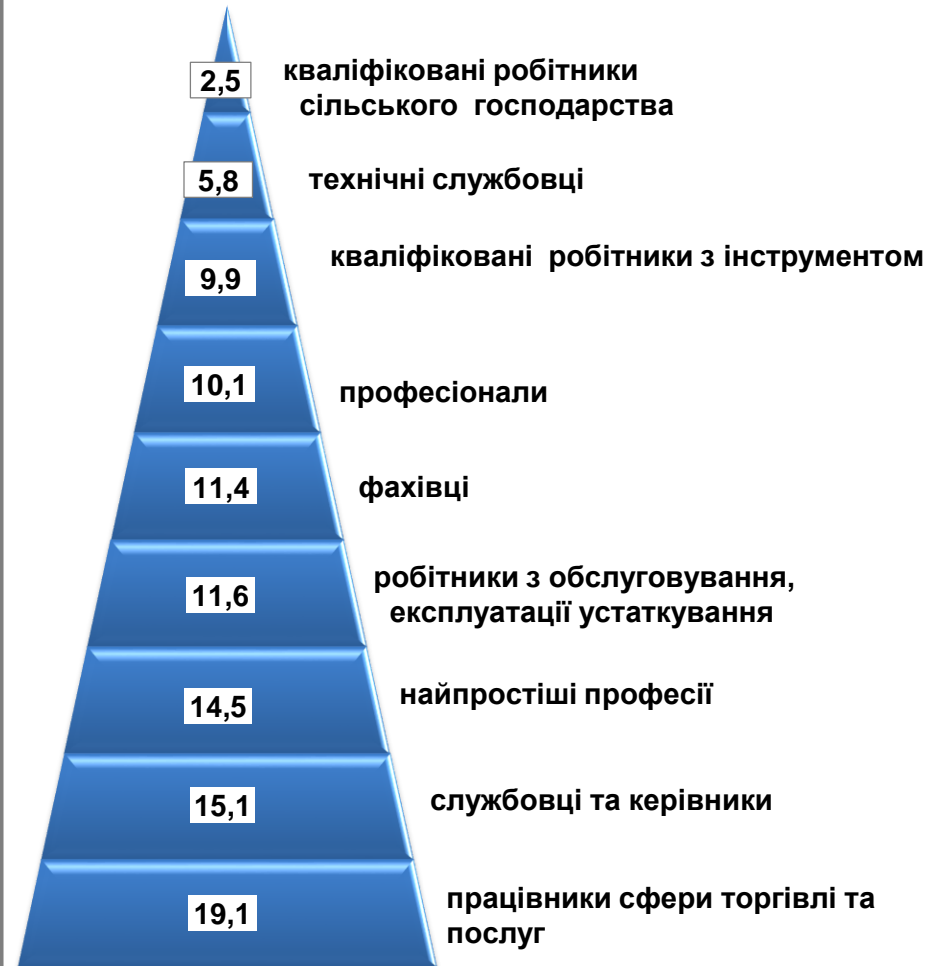 2,5
кваліфіковані робітники
сільського господарства
5,8
технічні службовці
кваліфіковані робітники з інструментом
9,9
10,1
професіонали
11,4
фахівці
11,6
робітники з обслуговування,
експлуатації устаткування
14,5
найпростіші професії
15,1
службовці та керівники
19,1
працівники сфери торгівлі та
послуг